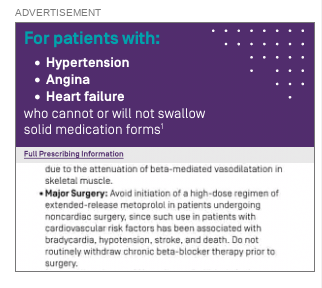 ADVERTISEMENT
For patients with:
• Hypertension
• Angina
• Heart failure
who cannot or will not swallow
solid medication forms¹
Full Prescribing Information
due to the attenuation of beta-mediated vasodilatation in
skeletal muscle.
• Major Surgery: Avoid initiation of a high-dose regimen of
extended-release metoprolol in patients undergoing
noncardiac surgery, since such use in patients with
cardiovascular risk factors has been associated with
bradycardia, hypotension, stroke, and death. Do not
routinely withdraw chronic beta-blocker therapy prior to
surgery.